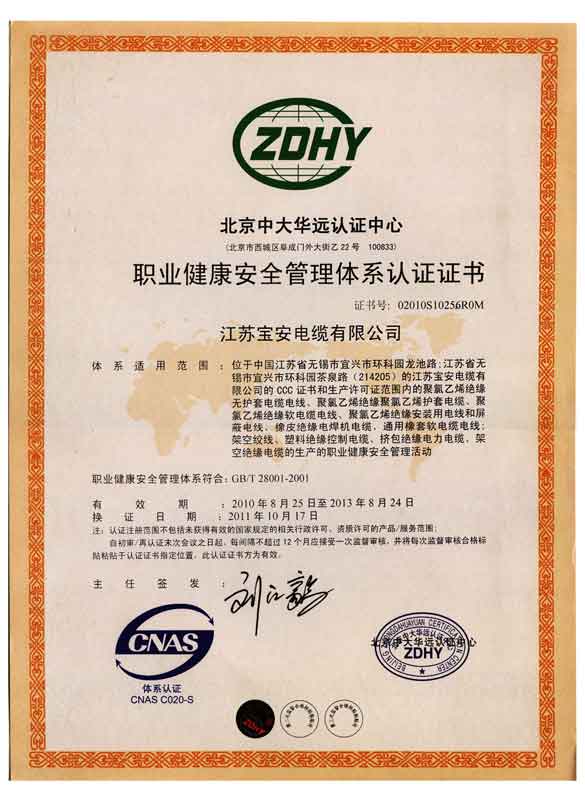 ZDHY
北京中大华远认证中心
(北京市西城区阜成门外大街乙22号 100833)
职业健康安全管理体系认证证书
证书号: 02010S10256R0M
江苏宝安电缆有限公司
体系适用范围: 位于中国江苏省无锡市宜兴市环科园龙池路;江苏省无
锡市宜兴市环科园茶泉路(214205)的江苏宝安电缆有
限公司的CCC证书和生产许可证范围内的聚氯乙烯绝缘
无护套电缆电线、聚氯乙烯绝缘聚氯乙烯护套电缆、聚
氯乙烯绝缘软电缆电线、聚氯乙烯绝缘安装用电线和屏
蔽电线、橡皮绝缘电焊机电缆、通用橡套软电缆电线;
架空绞线、塑料绝缘控制电缆、挤包绝缘电力电缆、架
空绝缘电缆的生产的职业健康安全管理活动
职业健康安全管理体系符合: GB/T 28001-2001
有效期: 2010年8月25日至2013年8月24日
换证日期: 2011年10月17日
注:认证注册范围不包括未获得有效的国家规定的相关行政许可、资质许可的产品/服务范围;
自初审/再认证末次会议之日起,每间隔不超过12个月应接受一次监督审核,并将每次监督审核合格标
贴粘贴于认证证书指定位置,此认证证书方为有效。
主任签发:
CNAS
体系认证
CNAS C020-S
北京中大华远认证中心
BEIJING ZHONGDAHUAYUAN CERTIFICATION CENTER
ZDHY
ZDHY